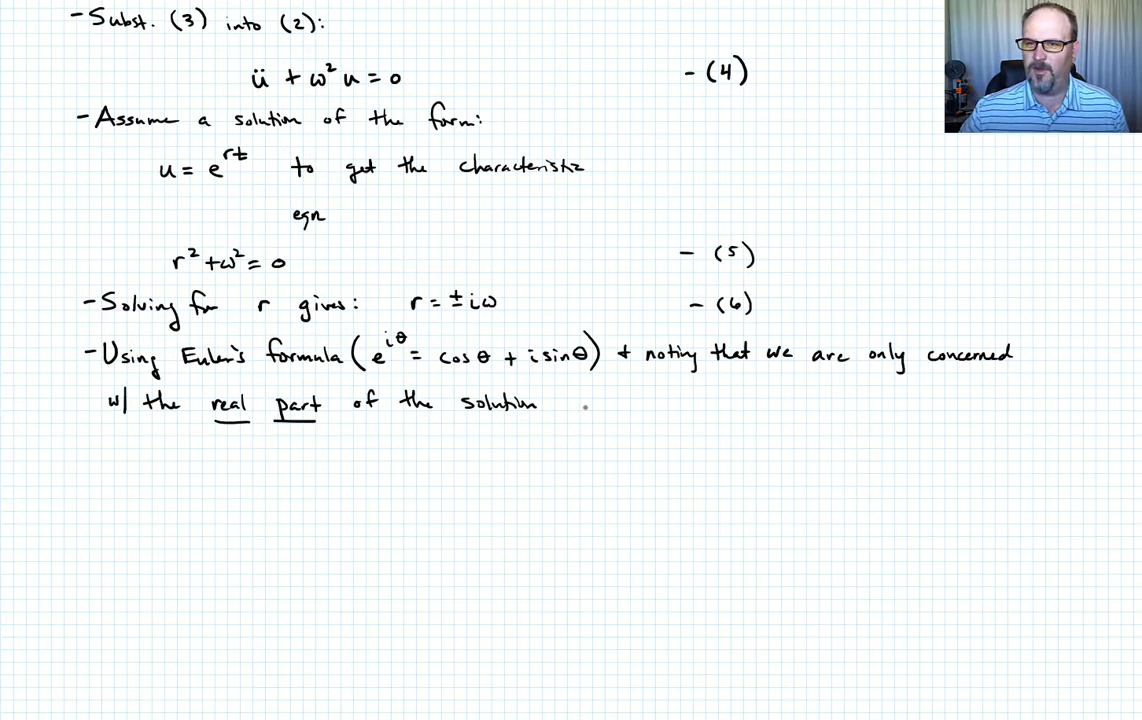 - Subst. (3) into (2):
ü + ω² u = 0 - (4)
- Assume a solution of the form:
u = e^{rt} to get the characteristic
eqn
r² + ω² = 0 - (5)
- Solving for r gives: r = ± iω - (6)
- Using Euler's formula (e^{iθ} = cos θ + i sin θ) + noting that we are only concerned
w/ the real part of the solution